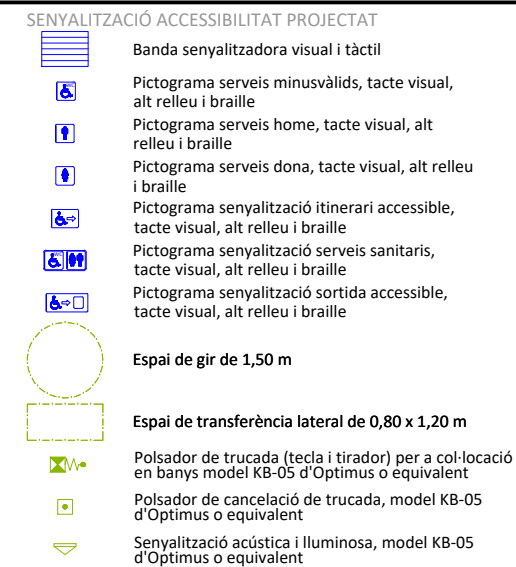 SENYALITZACIÓ ACCESSIBILITAT PROJECTAT
Banda senyalitzadora visual i tàctil
Pictograma serveis minusvàlids, tacte visual,
alt relleu i braille
Pictograma serveis home, tacte visual, alt
relleu i braille
Pictograma serveis dona, tacte visual, alt relleu
i braille
Pictograma senyalització itinerari accessible,
tacte visual, alt relleu i braille
Pictograma senyalització serveis sanitaris,
tacte visual, alt relleu i braille
Pictograma senyalització sortida accessible,
tacte visual, alt relleu i braille
Espai de gir de 1,50 m
Espai de transferència lateral de 0,80 x 1,20 m
Polsador de trucada (tecla i tirador) per a col·locació
en banys model KB-05 d'Optimus o equivalent
Polsador de cancelació de trucada, model KB-05
d'Optimus o equivalent
Senyalització acústica i lluminosa, model KB-05
d'Optimus o equivalent